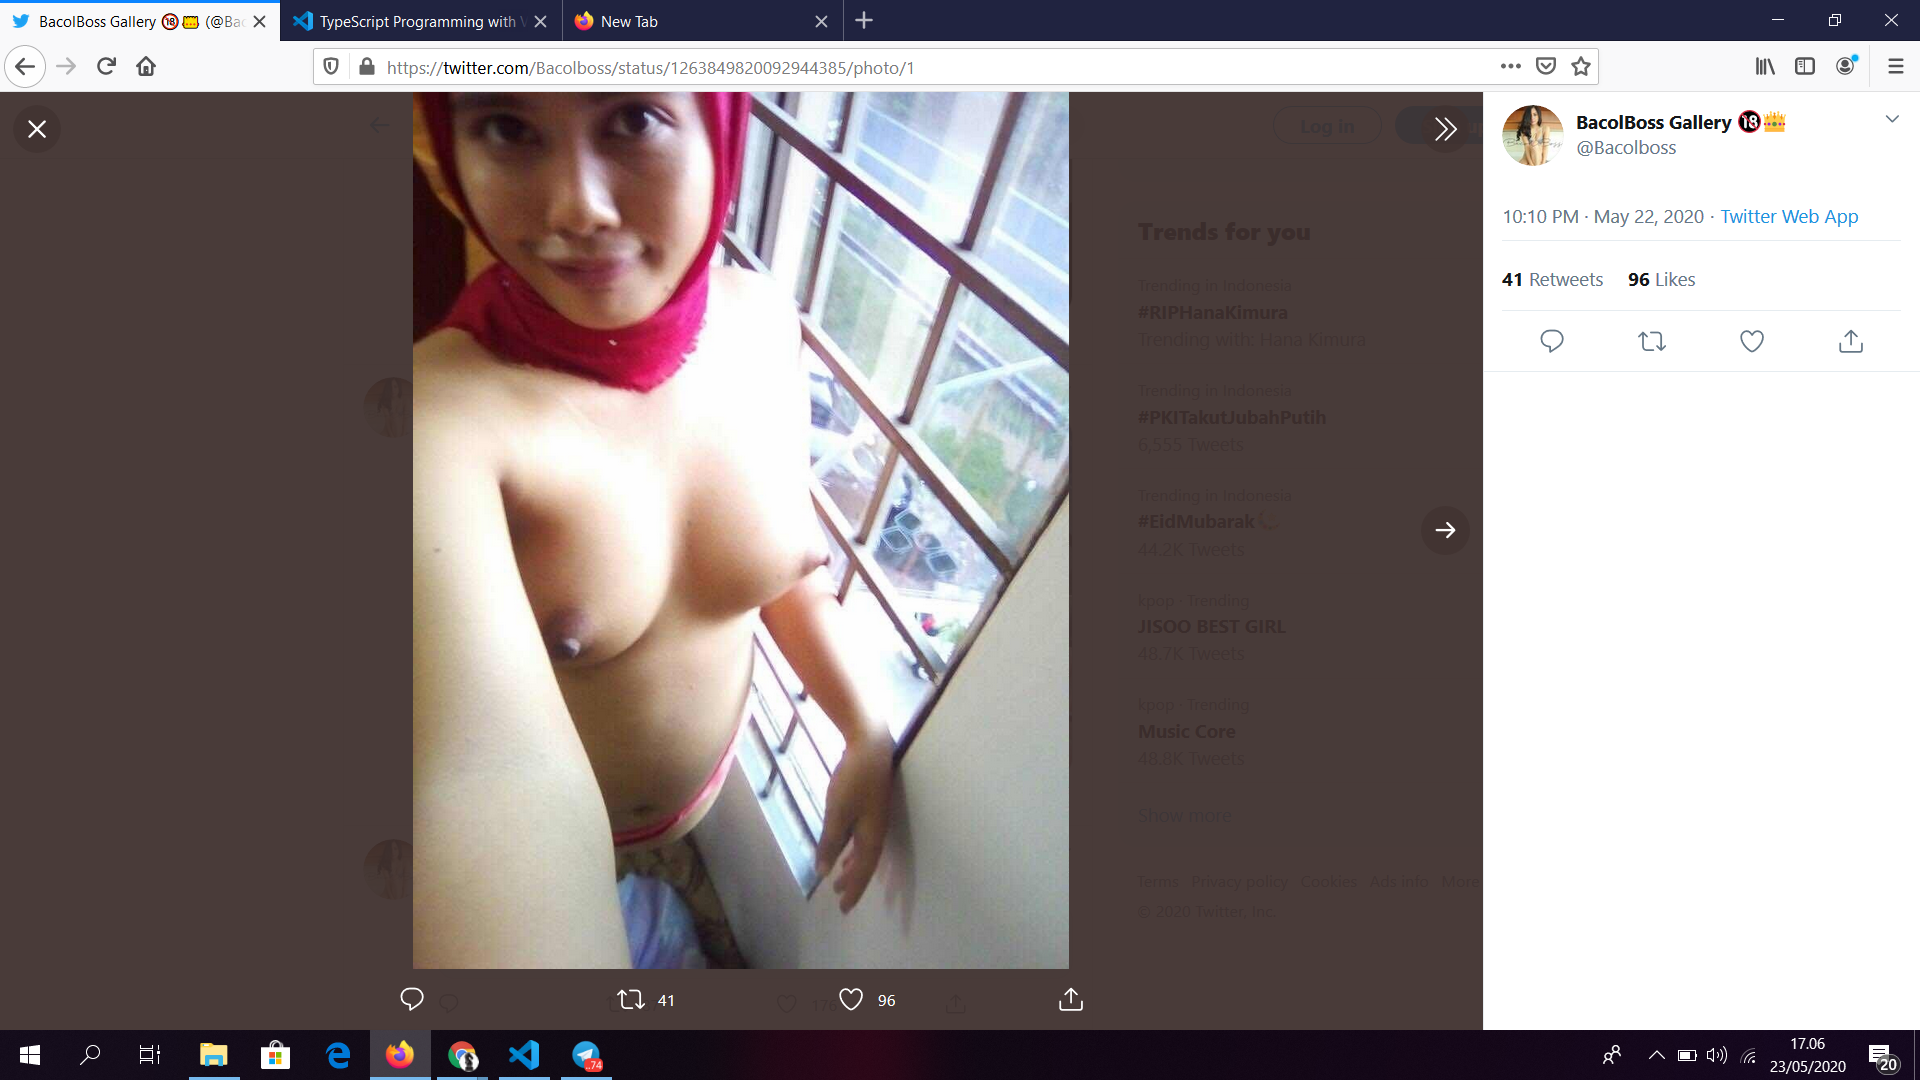 BacolBoss Gallery 🔞👑 (@Bac
TypeScript Programming with V
New Tab
https://twitter.com/Bacolboss/status/1263849820092944385/photo/1
Log in
Trends for you
Trending in Indonesia
#RIPHanaKimura
Trending with: Hana Kimura
Trending in Indonesia
#PKITakutJubahPutih
6,555 Tweets
Trending in Indonesia
#EidMubarak
44.2K Tweets
kpop · Trending
JISOO BEST GIRL
48.7K Tweets
kpop · Trending
Music Core
48.8K Tweets
Show more
Terms Privacy policy Cookies Ads info More
© 2020 Twitter, Inc.
41
96
BacolBoss Gallery 🔞👑
@Bacolboss
10:10 PM · May 22, 2020 · Twitter Web App
41 Retweets 96 Likes
74
17.06
23/05/2020
20